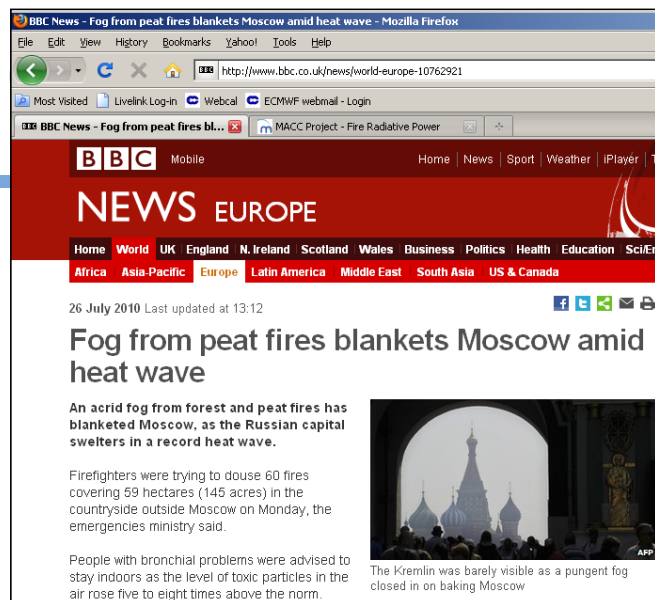 BBC News - Fog from peat fires blankets Moscow amid heat wave - Mozilla Firefox
File Edit View History Bookmarks Yahoo! Tools Help
BBC http://www.bbc.co.uk/news/world-europe-10762921
Most Visited Livelink Log-in Webcal ECMWF webmail - Login
BBC News - Fog from peat fires bl... MACC Project - Fire Radiative Power
BBC Mobile Home News Sport Weather iPlayer T
NEWS EUROPE
Home World UK England N. Ireland Scotland Wales Business Politics Health Education Sci/En
Africa Asia-Pacific Europe Latin America Middle East South Asia US & Canada
26 July 2010 Last updated at 13:12
Fog from peat fires blankets Moscow amid
heat wave
An acrid fog from forest and peat fires has
blanketed Moscow, as the Russian capital
swelters in a record heat wave.
Firefighters were trying to douse 60 fires
covering 59 hectares (145 acres) in the
countryside outside Moscow on Monday, the
emergencies ministry said.
People with bronchial problems were advised to
stay indoors as the level of toxic particles in the
air rose five to eight times above the norm.
AFP
The Kremlin was barely visible as a pungent fog
closed in on baking Moscow